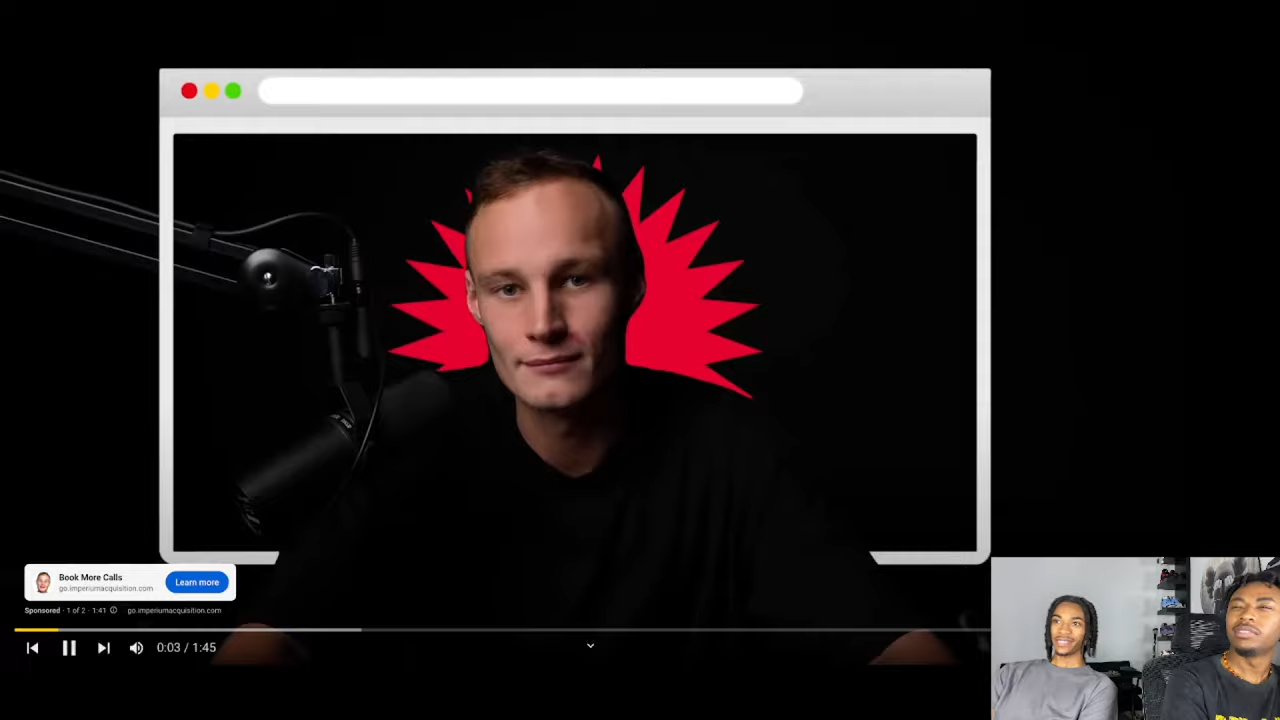 Book More Calls
go.imperiumacquisition.com
Learn more
Sponsored · 1 of 2 · 1:41
go.imperiumacquisition.com
0:03 / 1:45